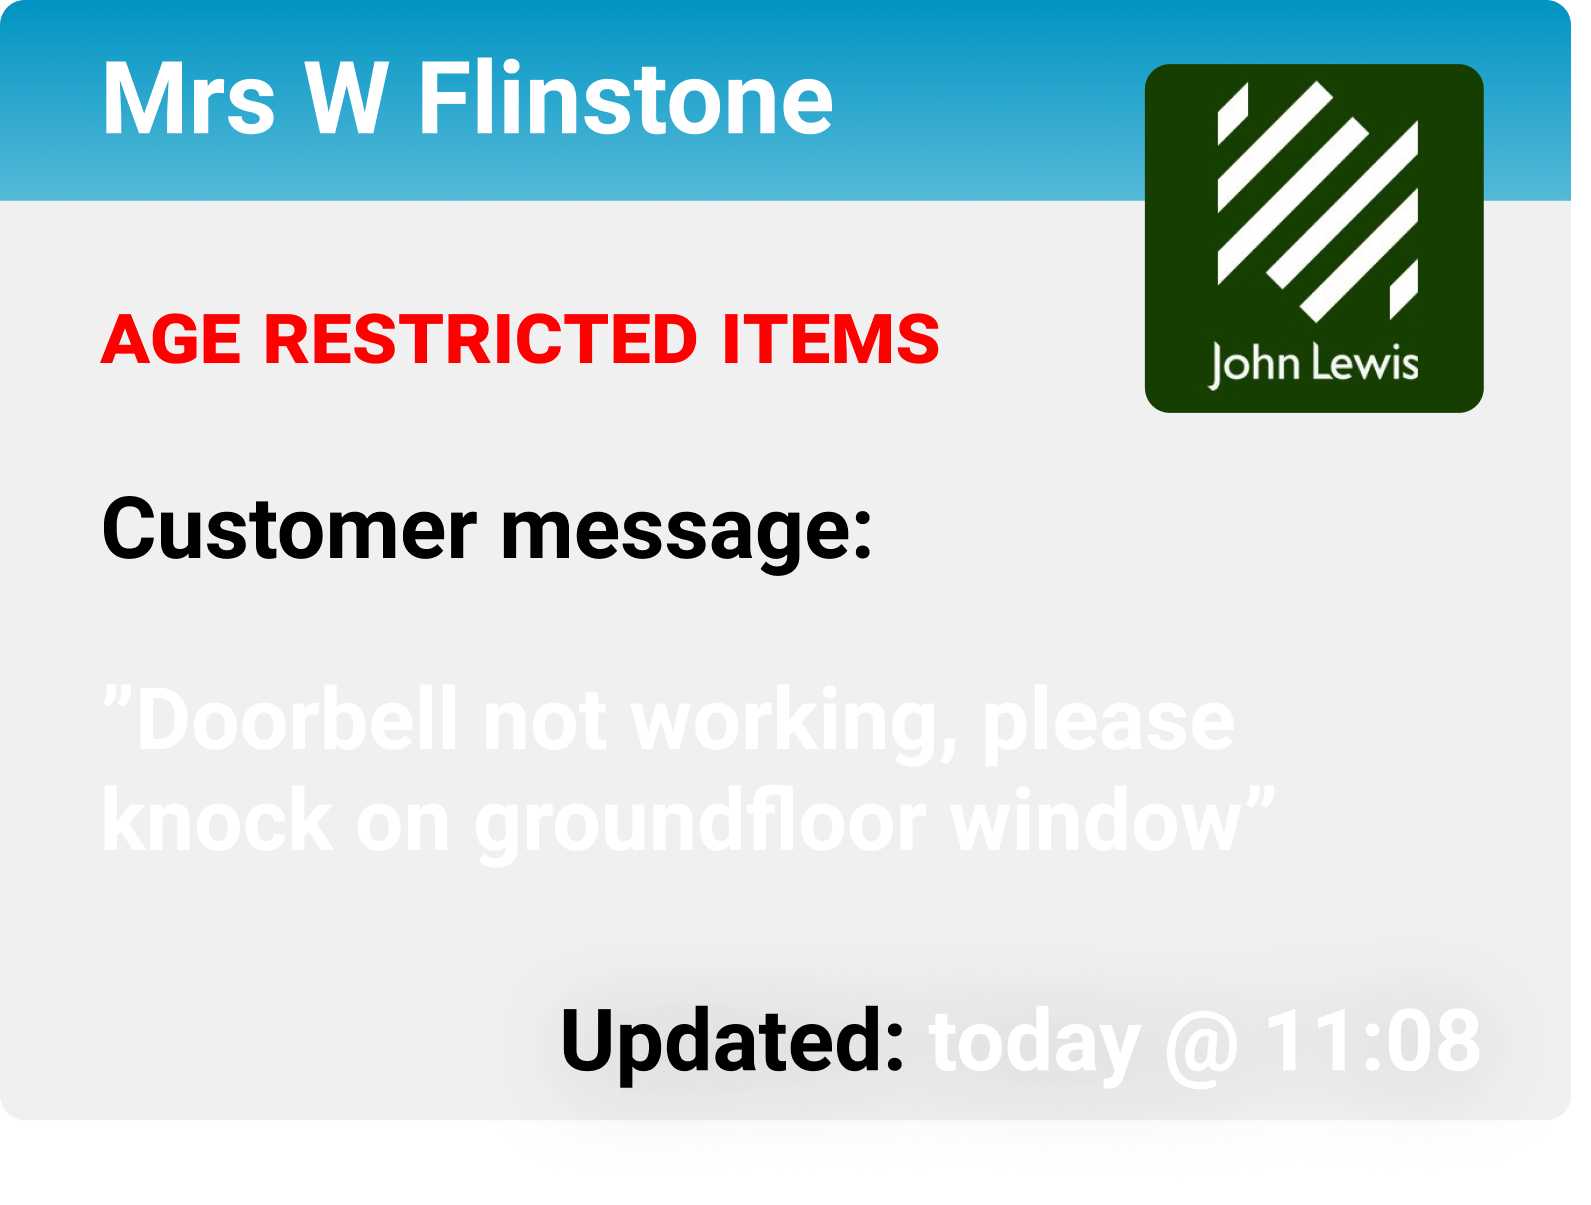 Mrs W Flinstone
John Lewis
AGE RESTRICTED ITEMS
Customer message:
”Doorbell not working, please
knock on groundfloor window”
Updated: today @ 11:08